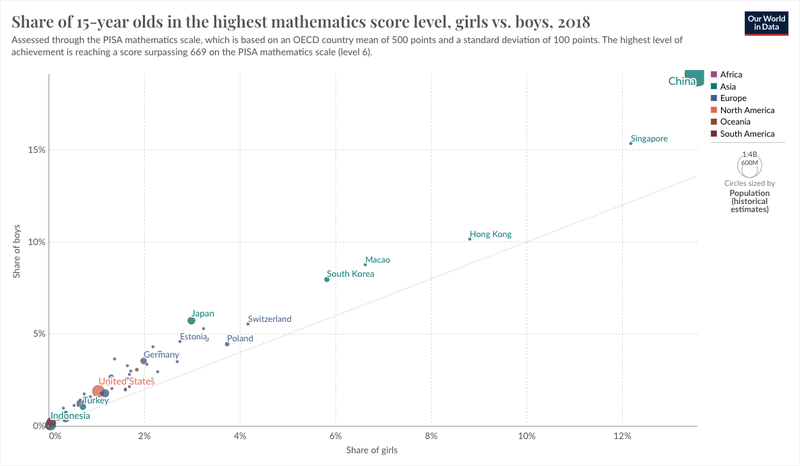 Share of 15-year olds in the highest mathematics score level, girls vs. boys, 2018
Our World
in Data
Assessed through the PISA mathematics scale, which is based on an OECD country mean of 500 points and a standard deviation of 100 points. The highest level of
achievement is reaching a score surpassing 669 on the PISA mathematics scale (level 6).
China
Africa
Asia
Europe
North America
Oceania
South America
1:4B
600M
Circles sized by
Population
(historical
estimates)
15%
Singapore
10%
Hong Kong
Macao
South Korea
Share of boys
Japan
Switzerland
5%
Estonia
Poland
Germany
United States
Turkey
Indonesia
0%
0%
2%
4%
6%
8%
10%
12%
Share of girls